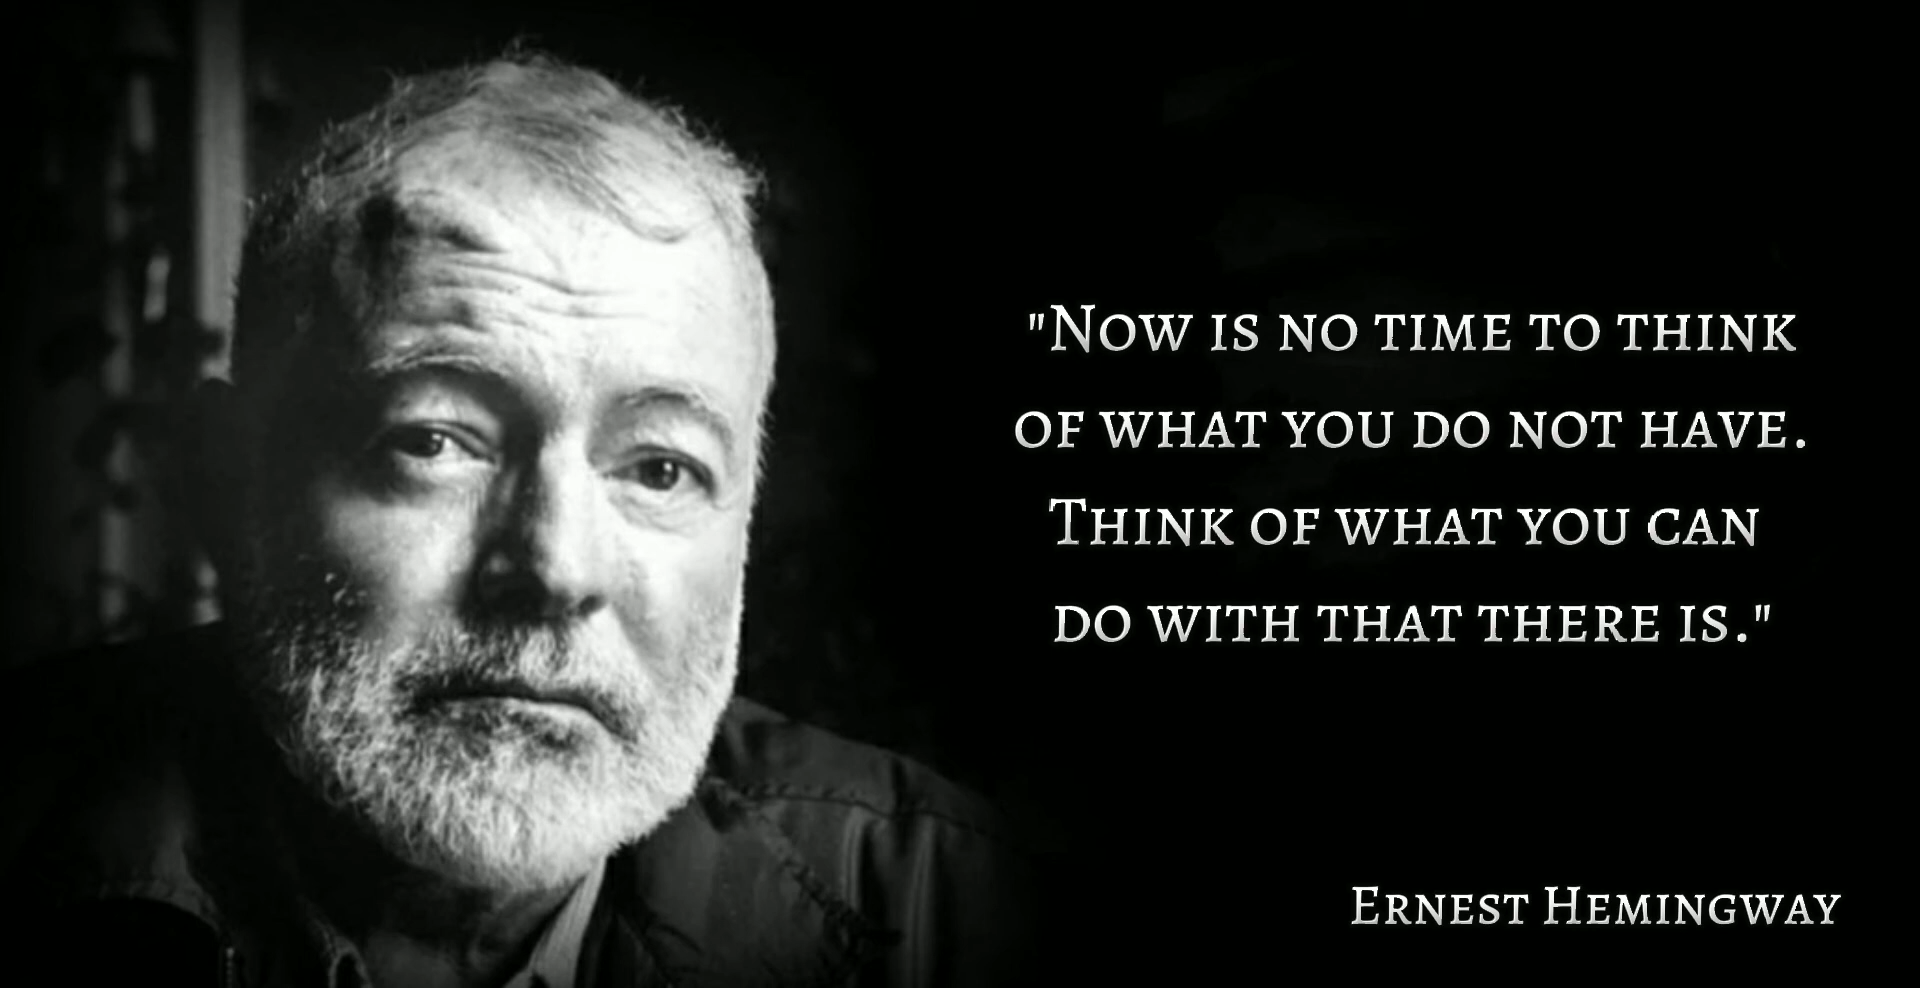 "Now is no time to think
of what you do not have.
Think of what you can
do with that there is."
Ernest Hemingway